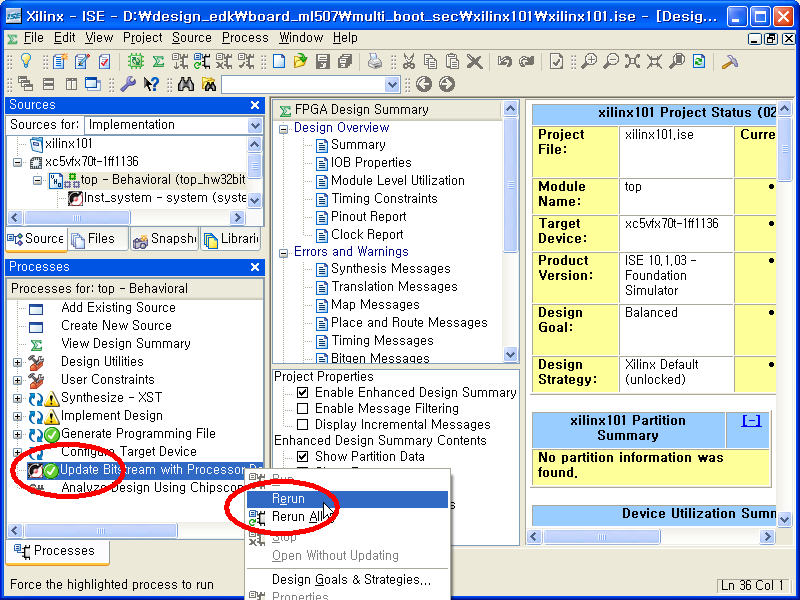 Xilinx - ISE - D:₩design_edk₩board_ml507₩multi_boot_sec₩xilinx101₩xilinx101.ise - [Desig...
File Edit View Project Source Process Window Help
Sources
Sources for: Implementation
xilinx101
xc5vfx70t-1ff1136
top - Behavioral (top_hw32bit
Inst_system - system (syste
Source Files Snapsh Librari
Processes
Processes for: top - Behavioral
Add Existing Source
Create New Source
View Design Summary
Design Utilities
User Constraints
Synthesize - XST
Implement Design
Generate Programming File
Configure Target Device
Update Bitstream with Processor Da
Analyze Design Using Chipscop
Processes
FPGA Design Summary
Design Overview
Summary
IOB Properties
Module Level Utilization
Timing Constraints
Pinout Report
Clock Report
Errors and Warnings
Synthesis Messages
Translation Messages
Map Messages
Place and Route Messages
Timing Messages
Bitgen Messages
Project Properties
Enable Enhanced Design Summary
Enable Message Filtering
Display Incremental Messages
Enhanced Design Summary Contents
Show Partition Data
Run
Rerun
Rerun All
Stop
Open Without Updating
Design Goals & Strategies...
Properties
xilinx101 Project Status (02
Project File: xilinx101.ise Curre
Module Name: top
Target Device: xc5vfx70t-1ff1136
Product Version: ISE 10.1.03 - Foundation Simulator
Design Goal: Balanced
Design Strategy: Xilinx Default (unlocked)
xilinx101 Partition Summary [-]
No partition information was found.
Device Utilization Summ
Force the highlighted process to run
Ln 36 Col 1